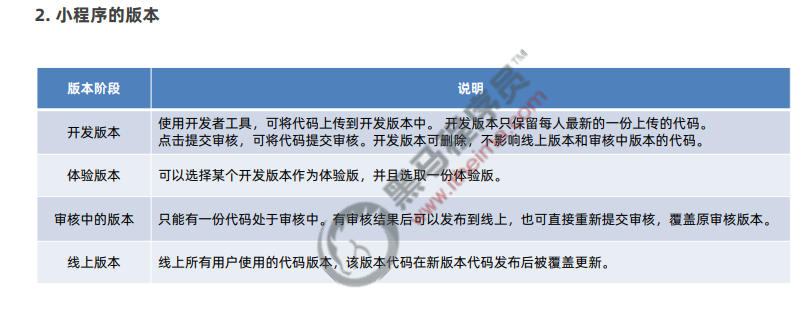 2. 小程序的版本
版本阶段 说明
开发版本 使用开发者工具，可将代码上传到开发版本中。 开发版本只保留每人最新的一份上传的代码。
点击提交审核，可将代码提交审核。开发版本可删除，不影响线上版本和审核中版本的代码。
体验版本 可以选择某个开发版本作为体验版，并且选取一份体验版。
审核中的版本 只能有一份代码处于审核中。有审核结果后可以发布到线上，也可直接重新提交审核，覆盖原审核版本。
线上版本 线上所有用户使用的代码版本，该版本代码在新版本代码发布后被覆盖更新。
黑马程序员™
www.itheima.com